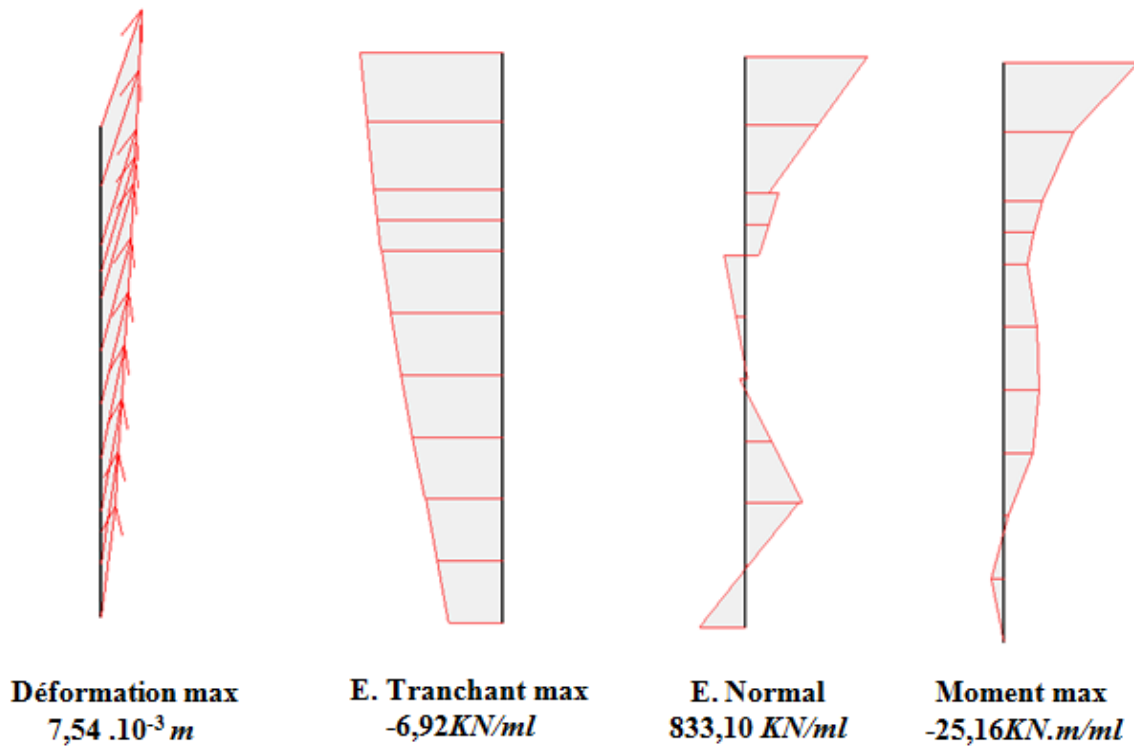 Déformation max
7,54 .10⁻³ m
E. Tranchant max
-6,92KN/ml
E. Normal
833,10 KN/ml
Moment max
-25,16KN.m/ml